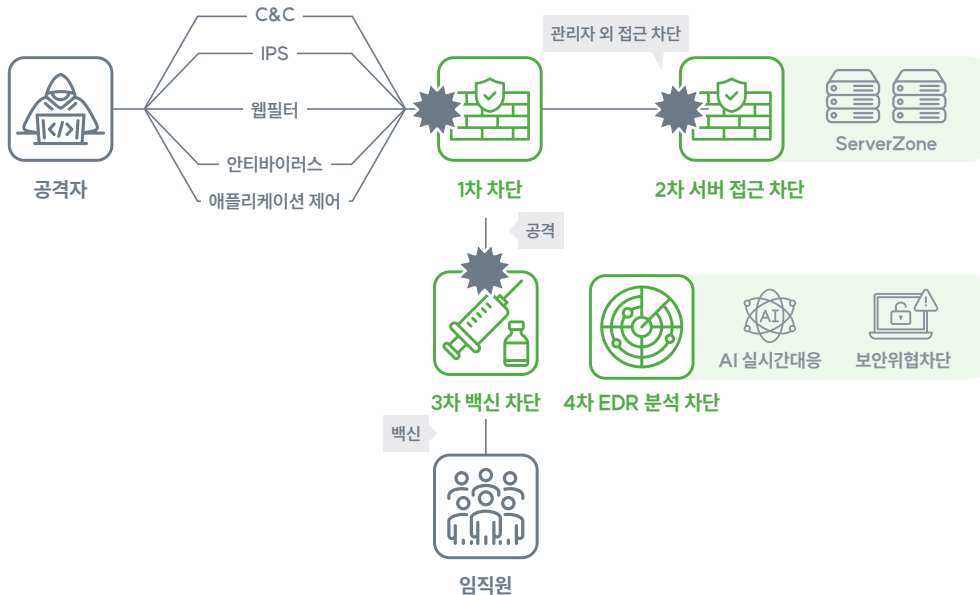 C&C
IPS
웹필터
안티바이러스
애플리케이션 제어
공격자
관리자 외 접근 차단
1차 차단
2차 서버 접근 차단
ServerZone
공격
3차 백신 차단
4차 EDR 분석 차단
AI
AI 실시간대응
보안위협차단
백신
임직원